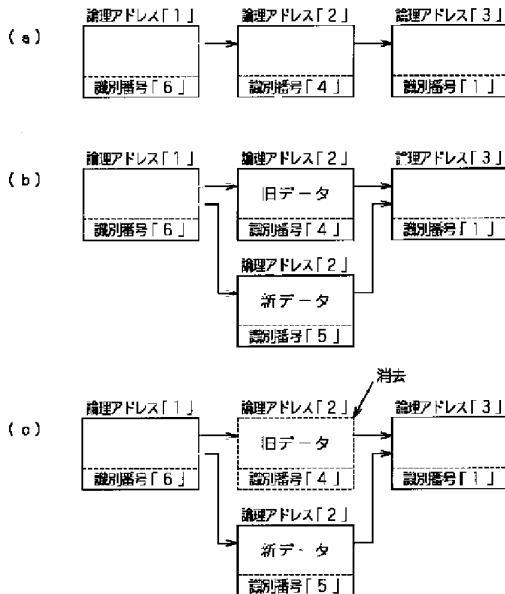 論理アドレス「1」 論理アドレス「2」 論理アドレス「3」
(a)
識別番号「6」 識別番号「4」 識別番号「1」
論理アドレス「1」 論理アドレス「2」 論理アドレス「3」
(b)
旧データ
識別番号「6」 識別番号「4」 識別番号「1」
論理アドレス「2」
新データ
識別番号「5」
消去
論理アドレス「1」 論理アドレス「2」 論理アドレス「3」
(c)
旧データ
識別番号「6」 識別番号「4」 識別番号「1」
論理アドレス「2」
新データ
識別番号「5」